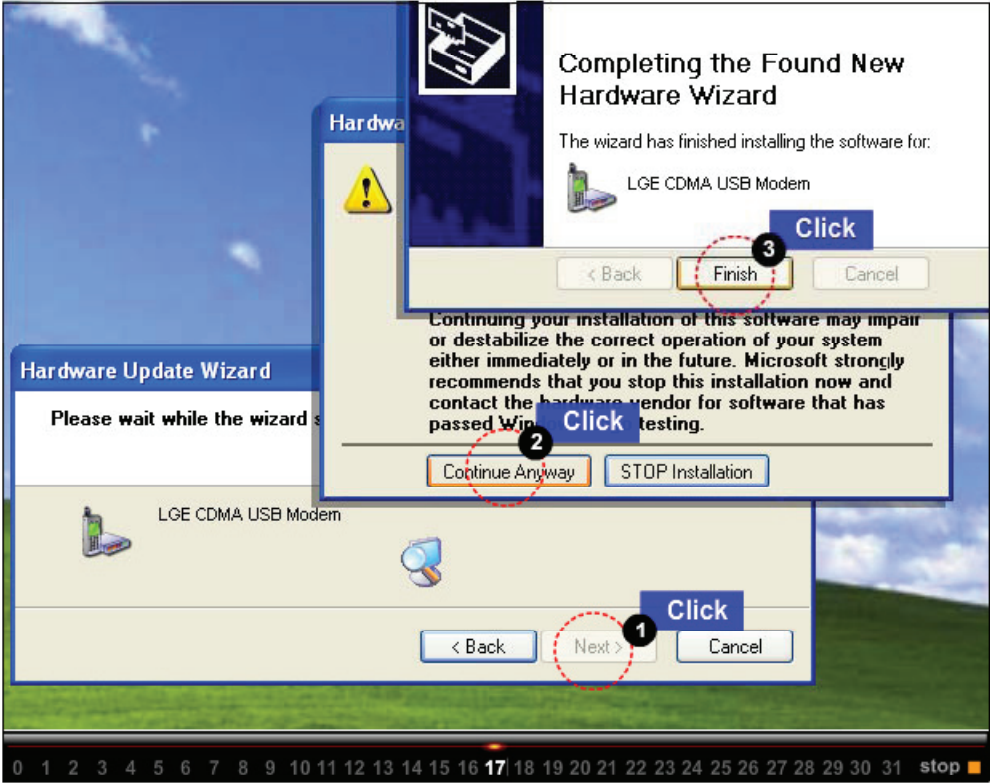 Completing the Found New
Hardware Wizard
The wizard has finished installing the software for:
LGE CDMA USB Modem
Click
3
< Back
Finish
Cancel
Hardwa
Continuing your installation of this software may impair
or destabilize the correct operation of your system
either immediately or in the future. Microsoft strongly
recommends that you stop this installation now and
contact the hardware vendor for software that has
passed testing.
Click
2
Continue Anyway
STOP Installation
Hardware Update Wizard
Please wait while the wizard s
LGE CDMA USB Modem
Click
1
< Back
Next >
Cancel
0 1 2 3 4 5 6 7 8 9 10 11 12 13 14 15 16 17 18 19 20 21 22 23 24 25 26 27 28 29 30 31 stop